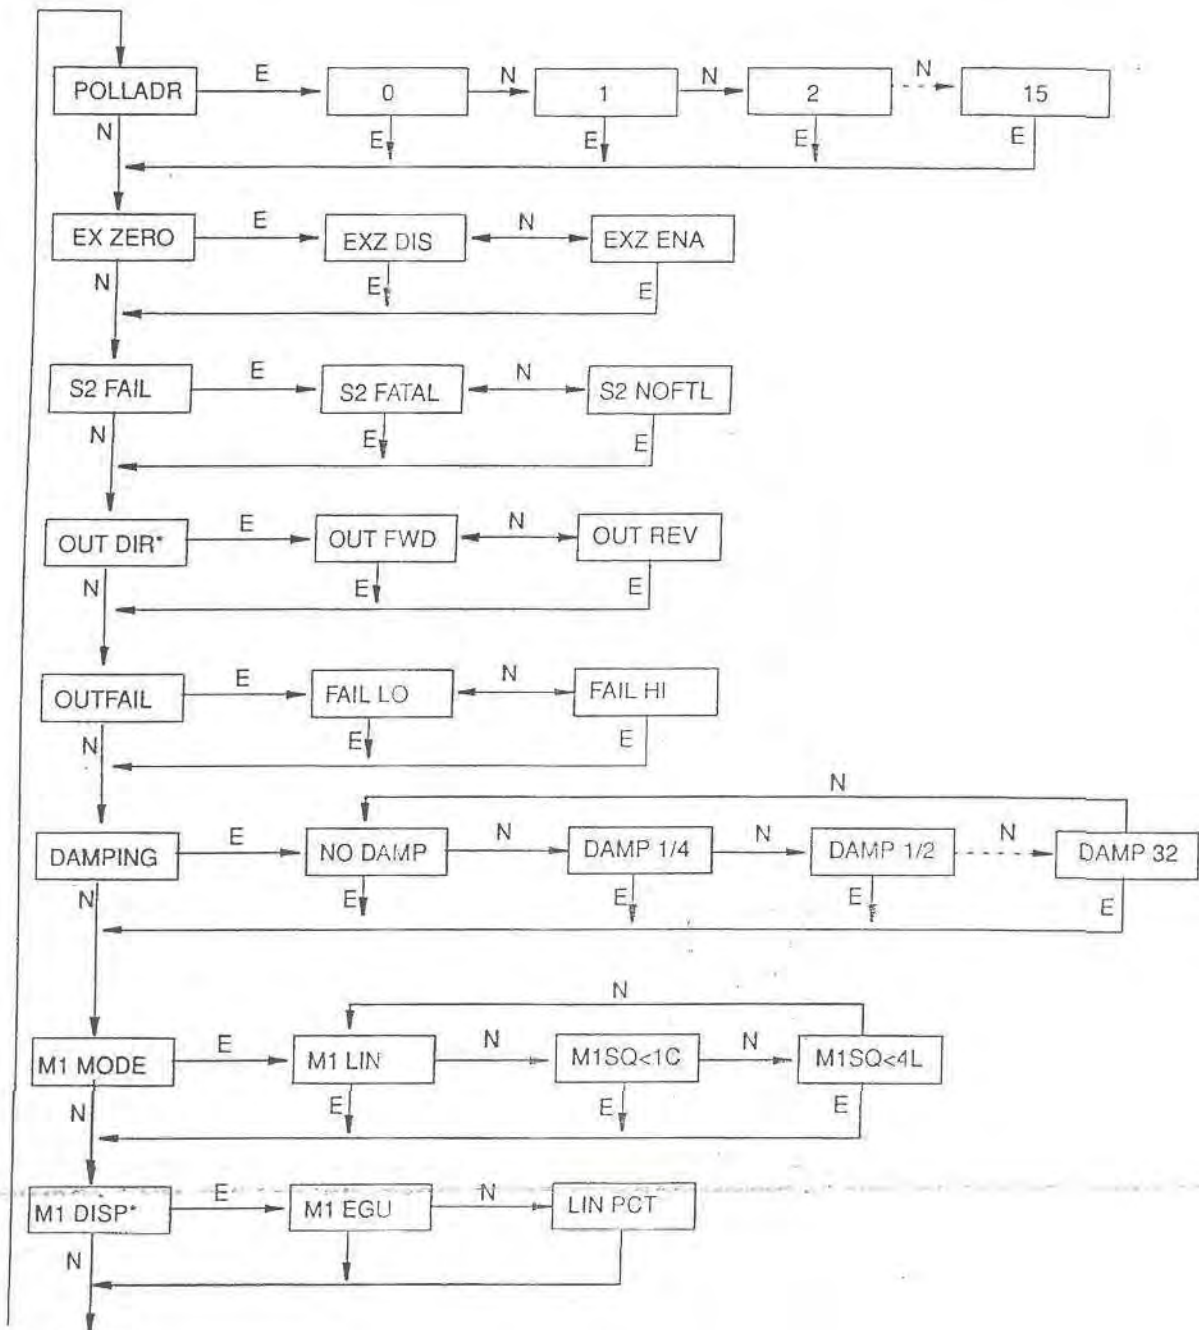 POLLADR E 0 N 1 N 2 N 15
N E E E E
EX ZERO E EXZ DIS N EXZ ENA
N E E
S2 FAIL E S2 FATAL N S2 NOFTL
N E E
OUT DIR* E OUT FWD N OUT REV
N E E
OUTFAIL E FAIL LO N FAIL HI
N E E
N
DAMPING E NO DAMP N DAMP 1/4 N DAMP 1/2 N DAMP 32
N E E E E
N
M1 MODE E M1 LIN N M1SQ<1C N M1SQ<4L
N E E E
M1 DISP* E M1 EGU N LIN PCT
N